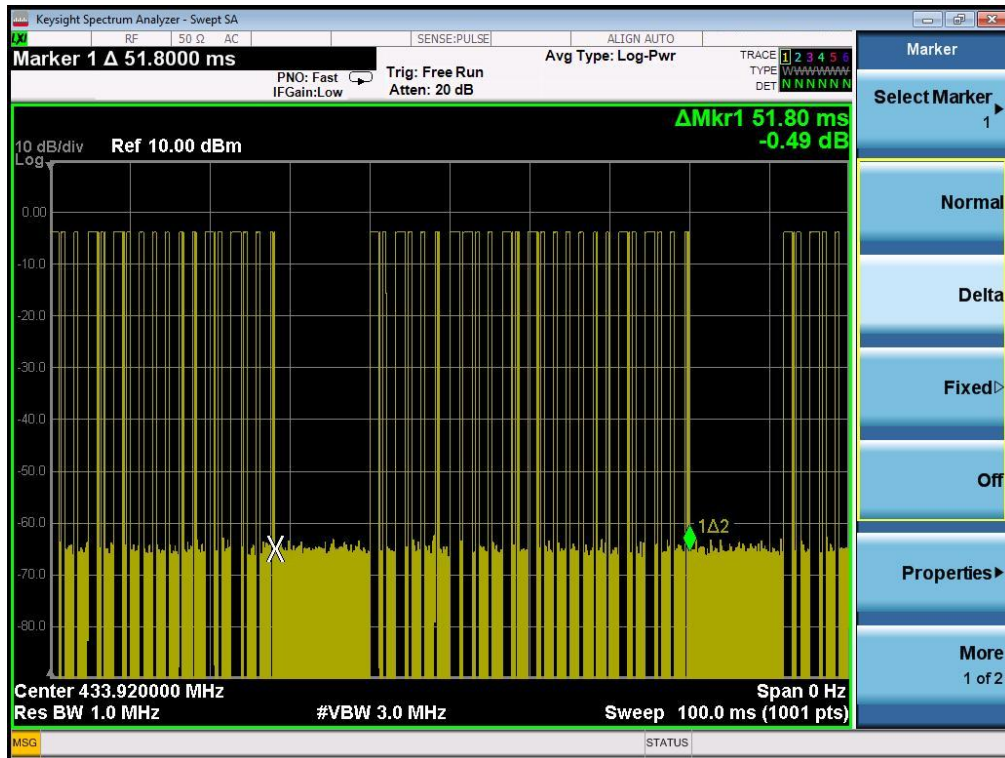 Keysight Spectrum Analyzer - Swept SA
LXI RF 50 Ω AC SENSE:PULSE ALIGN AUTO
Marker 1 Δ 51.8000 ms
PNO: Fast
IFGain:Low
Trig: Free Run
Atten: 20 dB
Avg Type: Log-Pwr
TRACE 1 2 3 4 5 6
TYPE WWWWWW
DET N N N N N N
ΔMkr1 51.80 ms
-0.49 dB
10 dB/div Ref 10.00 dBm
Log
0.00
-10.0
-20.0
-30.0
-40.0
-50.0
-60.0
-70.0
-80.0
X
1Δ2
Center 433.920000 MHz
Span 0 Hz
Res BW 1.0 MHz #VBW 3.0 MHz Sweep 100.0 ms (1001 pts)
MSG STATUS
Marker
Select Marker
1
Normal
Delta
Fixed
Off
Properties
More
1 of 2